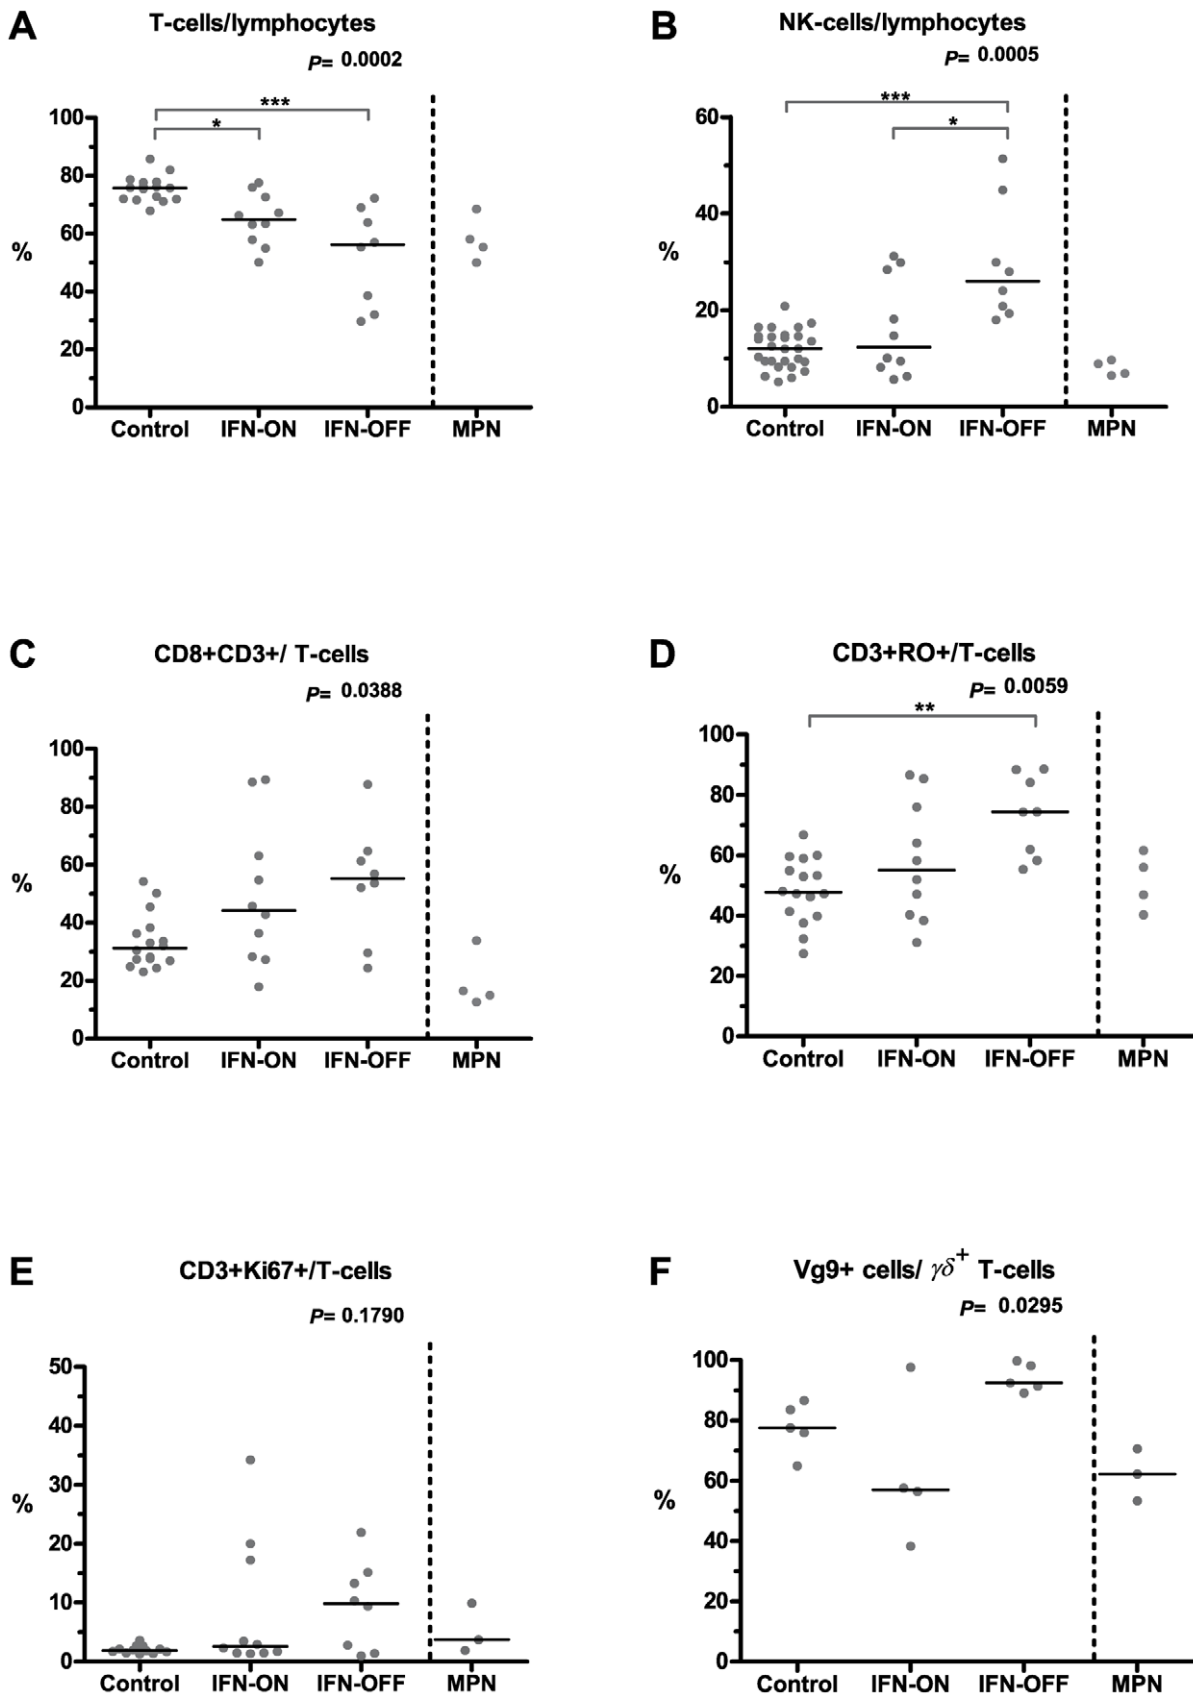 A
T-cells/lymphocytes
P= 0.0002
***
*
100
80
60
40
20
0
%
Control IFN-ON IFN-OFF MPN
B
NK-cells/lymphocytes
P= 0.0005
***
*
60
40
20
0
%
Control IFN-ON IFN-OFF MPN
C
CD8+CD3+/ T-cells
P= 0.0388
100
80
60
40
20
0
%
Control IFN-ON IFN-OFF MPN
D
CD3+RO+/T-cells
P= 0.0059
**
100
80
60
40
20
0
%
Control IFN-ON IFN-OFF MPN
E
CD3+Ki67+/T-cells
P= 0.1790
50
40
30
20
10
0
%
Control IFN-ON IFN-OFF MPN
F
Vg9+ cells/ γδ+ T-cells
P= 0.0295
100
80
60
40
20
0
%
Control IFN-ON IFN-OFF MPN